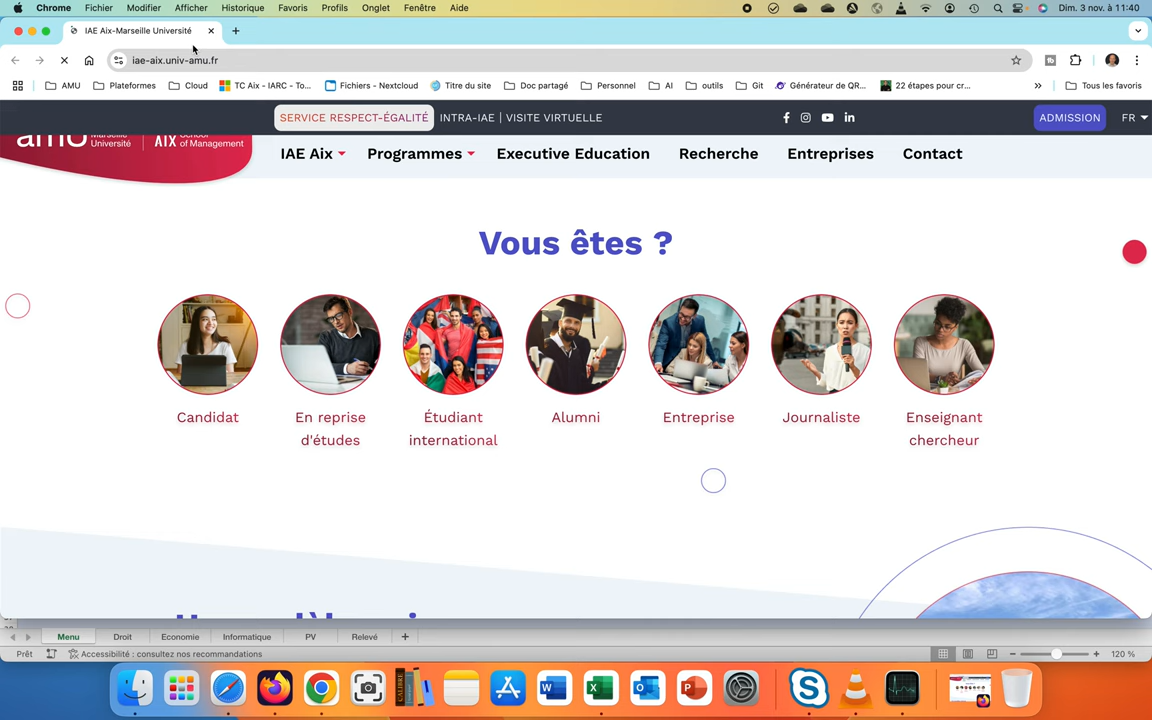 Chrome Fichier Modifier Afficher Historique Favoris Profils Onglet Fenêtre Aide Dim. 3 nov. à 11:40
IAE Aix-Marseille Université
iae-aix.univ-amu.fr
AMU Plateformes Cloud TC Aix - IARC - To... Fichiers - Nextcloud Titre du site Doc partagé Personnel AI outils Git Générateur de QR... 22 étapes pour cr... » Tous les favoris
SERVICE RESPECT-ÉGALITÉ INTRA-IAE | VISITE VIRTUELLE ADMISSION FR
amu Marseille Université AIX School of Management
IAE Aix Programmes Executive Education Recherche Entreprises Contact
Vous êtes ?
Candidat
En reprise d'études
Étudiant international
Alumni
Entreprise
Journaliste
Enseignant chercheur
Menu Droit Economie Informatique PV Relevé
Prêt Accessibilité : consultez nos recommandations 120 %